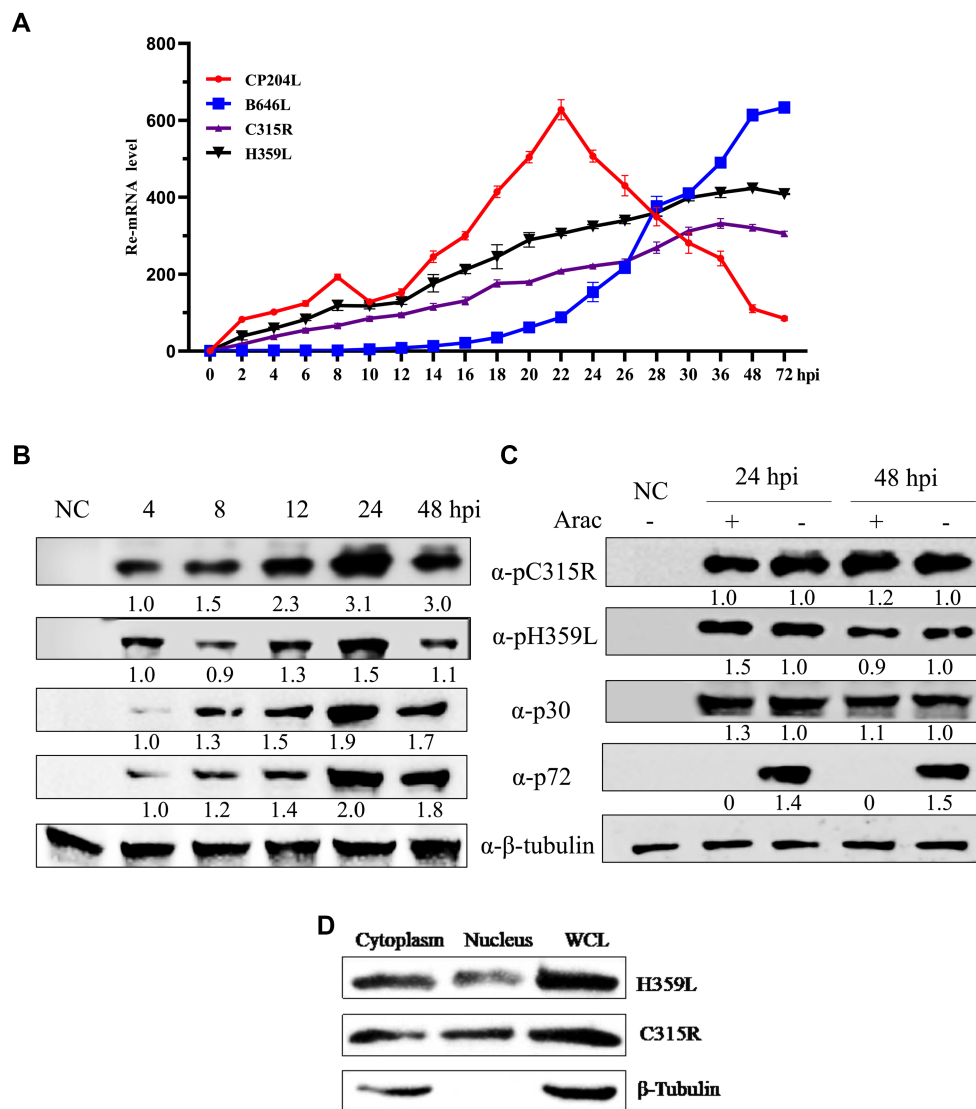 A
Re-mRNA level
800
600
400
200
0
CP204L
B646L
C315R
H359L
0 2 4 6 8 10 12 14 16 18 20 22 24 26 28 30 36 48 72 hpi
B
NC 4 8 12 24 48 hpi
1.0 1.5 2.3 3.1 3.0
1.0 0.9 1.3 1.5 1.1
1.0 1.3 1.5 1.9 1.7
1.0 1.2 1.4 2.0 1.8
C
NC 24 hpi 48 hpi
Arac - + - + -
α-pC315R
1.0 1.0 1.2 1.0
α-pH359L
1.5 1.0 0.9 1.0
α-p30
1.3 1.0 1.1 1.0
α-p72
0 1.4 0 1.5
α-β-tubulin
D
Cytoplasm Nucleus WCL
H359L
C315R
β-Tubulin